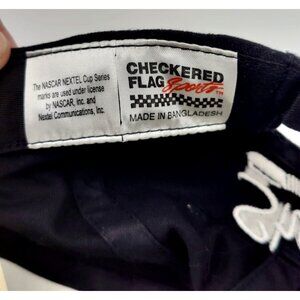 The NASCAR NEXTEL Cup Series
marks are used under license
by NASCAR, Inc. and
Nextel Communications, Inc.
CHECKERED
FLAG Sports™
MADE IN BANGLADESH